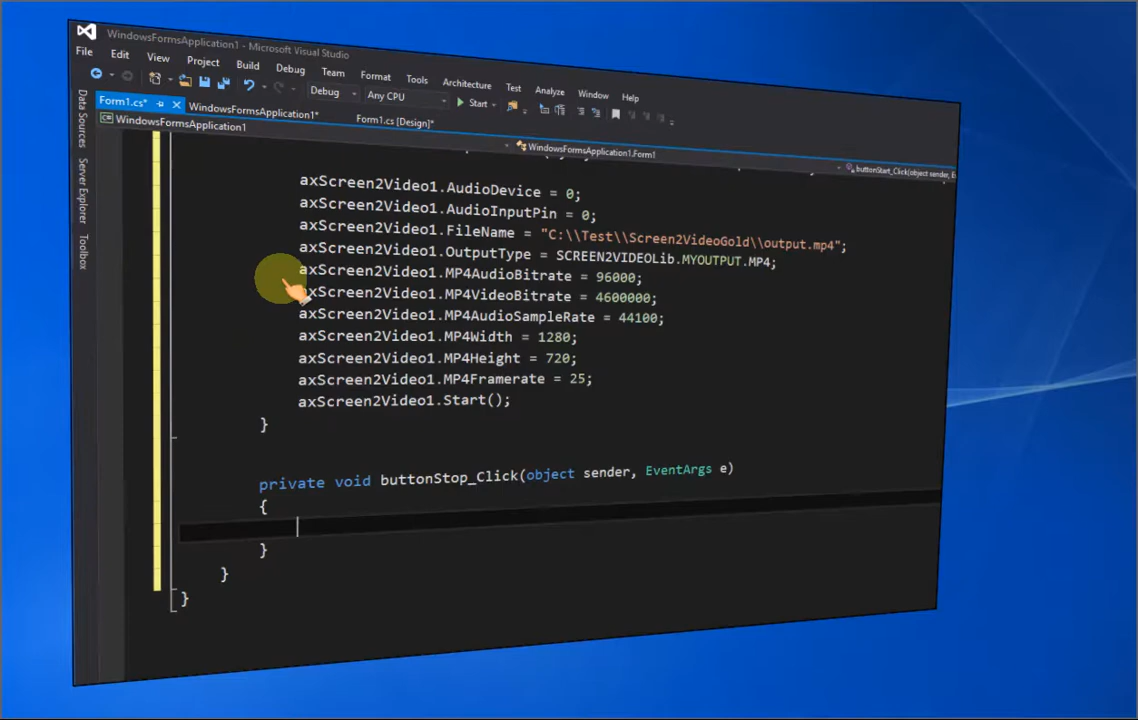 WindowsFormsApplication1 - Microsoft Visual Studio
File Edit View Project Build Debug Team Format Tools Architecture Test Analyze Window Help
Debug Any CPU Start
Form1.cs* WindowsFormsApplication1* Form1.cs [Design]*
WindowsFormsApplication1 WindowsFormsApplication1.Form1 buttonStart_Click(object sender, E
Data Sources
Server Explorer
Toolbox
axScreen2Video1.AudioDevice = 0;
axScreen2Video1.AudioInputPin = 0;
axScreen2Video1.FileName = "C:\\Test\\Screen2VideoGold\\output.mp4";
axScreen2Video1.OutputType = SCREEN2VIDEOLib.MYOUTPUT.MP4;
axScreen2Video1.MP4AudioBitrate = 96000;
axScreen2Video1.MP4VideoBitrate = 4600000;
axScreen2Video1.MP4AudioSampleRate = 44100;
axScreen2Video1.MP4Width = 1280;
axScreen2Video1.MP4Height = 720;
axScreen2Video1.MP4Framerate = 25;
axScreen2Video1.Start();
}
private void buttonStop_Click(object sender, EventArgs e)
{
}
}
}